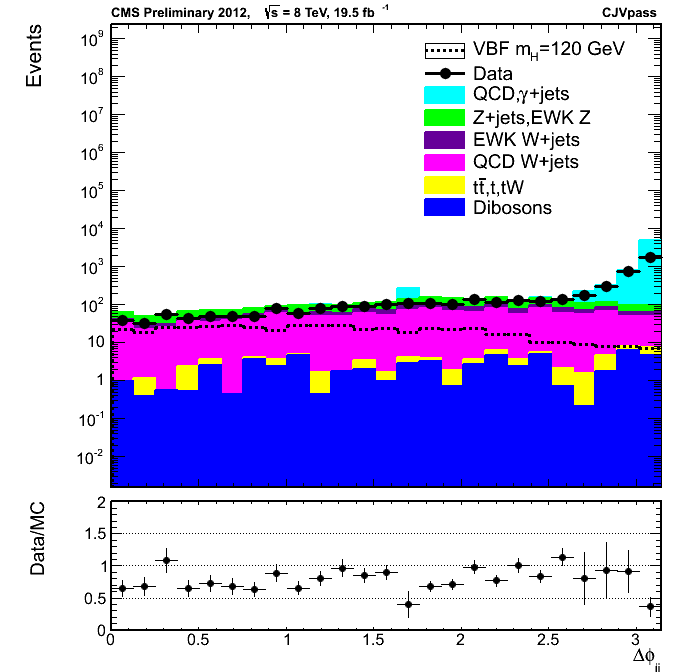 CMS Preliminary 2012, √s = 8 TeV, 19.5 fb⁻¹ CJVpass
Events
10⁹
10⁸
10⁷
10⁶
10⁵
10⁴
10³
10²
10
1
10⁻¹
10⁻²
VBF m_H=120 GeV
Data
QCD,γ+jets
Z+jets,EWK Z
EWK W+jets
QCD W+jets
tt̄,t,tW
Dibosons
Data/MC
2
1.5
1
0.5
0
0 0.5 1 1.5 2 2.5 3
Δϕ_jj